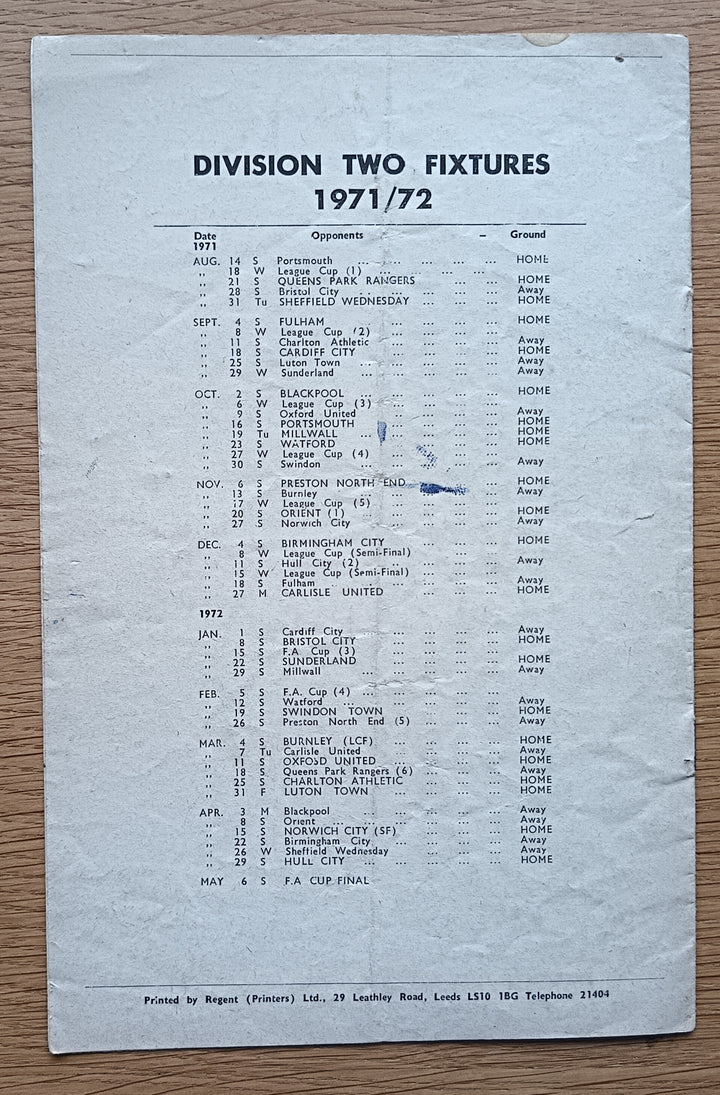 DIVISION TWO FIXTURES
1971/72
Date Opponents – Ground
1971
AUG. 14 S Portsmouth ... ... ... ... ... HOME
,, 18 W League Cup (1) ... ... ... ...
,, 21 S QUEENS PARK RANGERS ... ... HOME
,, 28 S Bristol City ... ... ... ... ... Away
,, 31 Tu SHEFFIELD WEDNESDAY ... ... ... HOME
SEPT. 4 S FULHAM ... ... ... ... HOME
,, 8 W League Cup (2) ... ... ... ...
,, 11 S Charlton Athletic ... ... ... ... Away
,, 18 S CARDIFF CITY ... ... ... ... HOME
,, 25 S Luton Town ... ... ... ... ... Away
,, 29 W Sunderland ... ... ... ... ... Away
OCT. 2 S BLACKPOOL ... ... ... ... ... HOME
,, 6 W League Cup (3) ... ... ... ...
,, 9 S Oxford United ... ... ... ... Away
,, 16 S PORTSMOUTH ... ... ... ... HOME
,, 19 Tu MILLWALL ... ... ... ... HOME
,, 23 S WATFORD ... ... ... ... HOME
,, 27 W League Cup (4) ... ... ... ...
,, 30 S Swindon ... ... ... ... Away
NOV. 6 S PRESTON NORTH END ... ... ... HOME
,, 13 S Burnley ... ... ... ... Away
,, 17 W League Cup (5) ... ... ... ...
,, 20 S ORIENT (1) ... ... ... ... ... HOME
,, 27 S Norwich City ... ... ... ... Away
DEC. 4 S BIRMINGHAM CITY ... ... ... ... HOME
,, 8 W League Cup (Semi-Final) ... ... ...
,, 11 S Hull City (2) ... ... ... ... ... Away
,, 15 W League Cup (Semi-Final) ... ... ...
,, 18 S Fulham ... ... ... ... ... Away
,, 27 M CARLISLE UNITED ... ... ... HOME
1972
JAN. 1 S Cardiff City ... ... ... ... ... Away
,, 8 S BRISTOL CITY ... ... ... ... HOME
,, 15 S F.A. Cup (3) ... ... ... ... ...
,, 22 S SUNDERLAND ... ... ... ... HOME
,, 29 S Millwall ... ... ... ... ... Away
FEB. 5 S F.A. Cup (4) ... ... ... ... ...
,, 12 S Watford ... ... ... ... ... Away
,, 19 S SWINDON TOWN ... ... ... ... HOME
,, 26 S Preston North End (5) ... ... ... Away
MAR. 4 S BURNLEY (LCF) ... ... ... ... HOME
,, 7 Tu Carlisle United ... ... ... ... Away
,, 11 S OXFORD UNITED ... ... ... ... HOME
,, 18 S Queens Park Rangers (6) ... ... ... Away
,, 25 S CHARLTON ATHLETIC ... ... ... HOME
,, 31 F LUTON TOWN ... ... ... ... HOME
APR. 3 M Blackpool ... ... ... ... ... Away
,, 8 S Orient ... ... ... ... ... ... Away
,, 15 S NORWICH CITY (SF) ... ... ... HOME
,, 22 S Birmingham City ... ... ... ... Away
,, 26 W Sheffield Wednesday ... ... ... Away
,, 29 S HULL CITY ... ... ... ... ... HOME
MAY 6 S F.A CUP FINAL
Printed by Regent (Printers) Ltd., 29 Leathley Road, Leeds LS10 1BG Telephone 21404